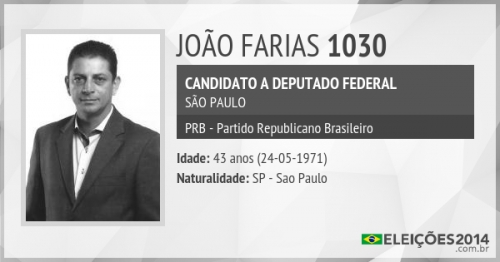 JOÃO FARIAS 1030
CANDIDATO A DEPUTADO FEDERAL
SÃO PAULO
PRB - Partido Republicano Brasileiro
Idade: 43 anos (24-05-1971)
Naturalidade: SP - Sao Paulo
ELEIÇÕES2014
.com.br